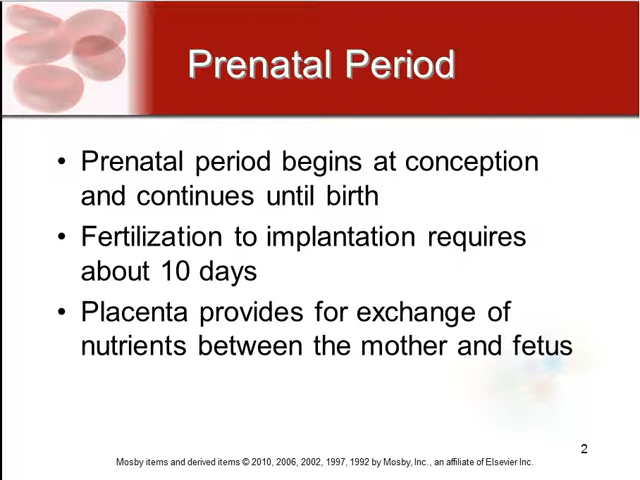 Prenatal Period
• Prenatal period begins at conception
and continues until birth
• Fertilization to implantation requires
about 10 days
• Placenta provides for exchange of
nutrients between the mother and fetus
2
Mosby items and derived items © 2010, 2006, 2002, 1997, 1992 by Mosby, Inc., an affiliate of Elsevier Inc.